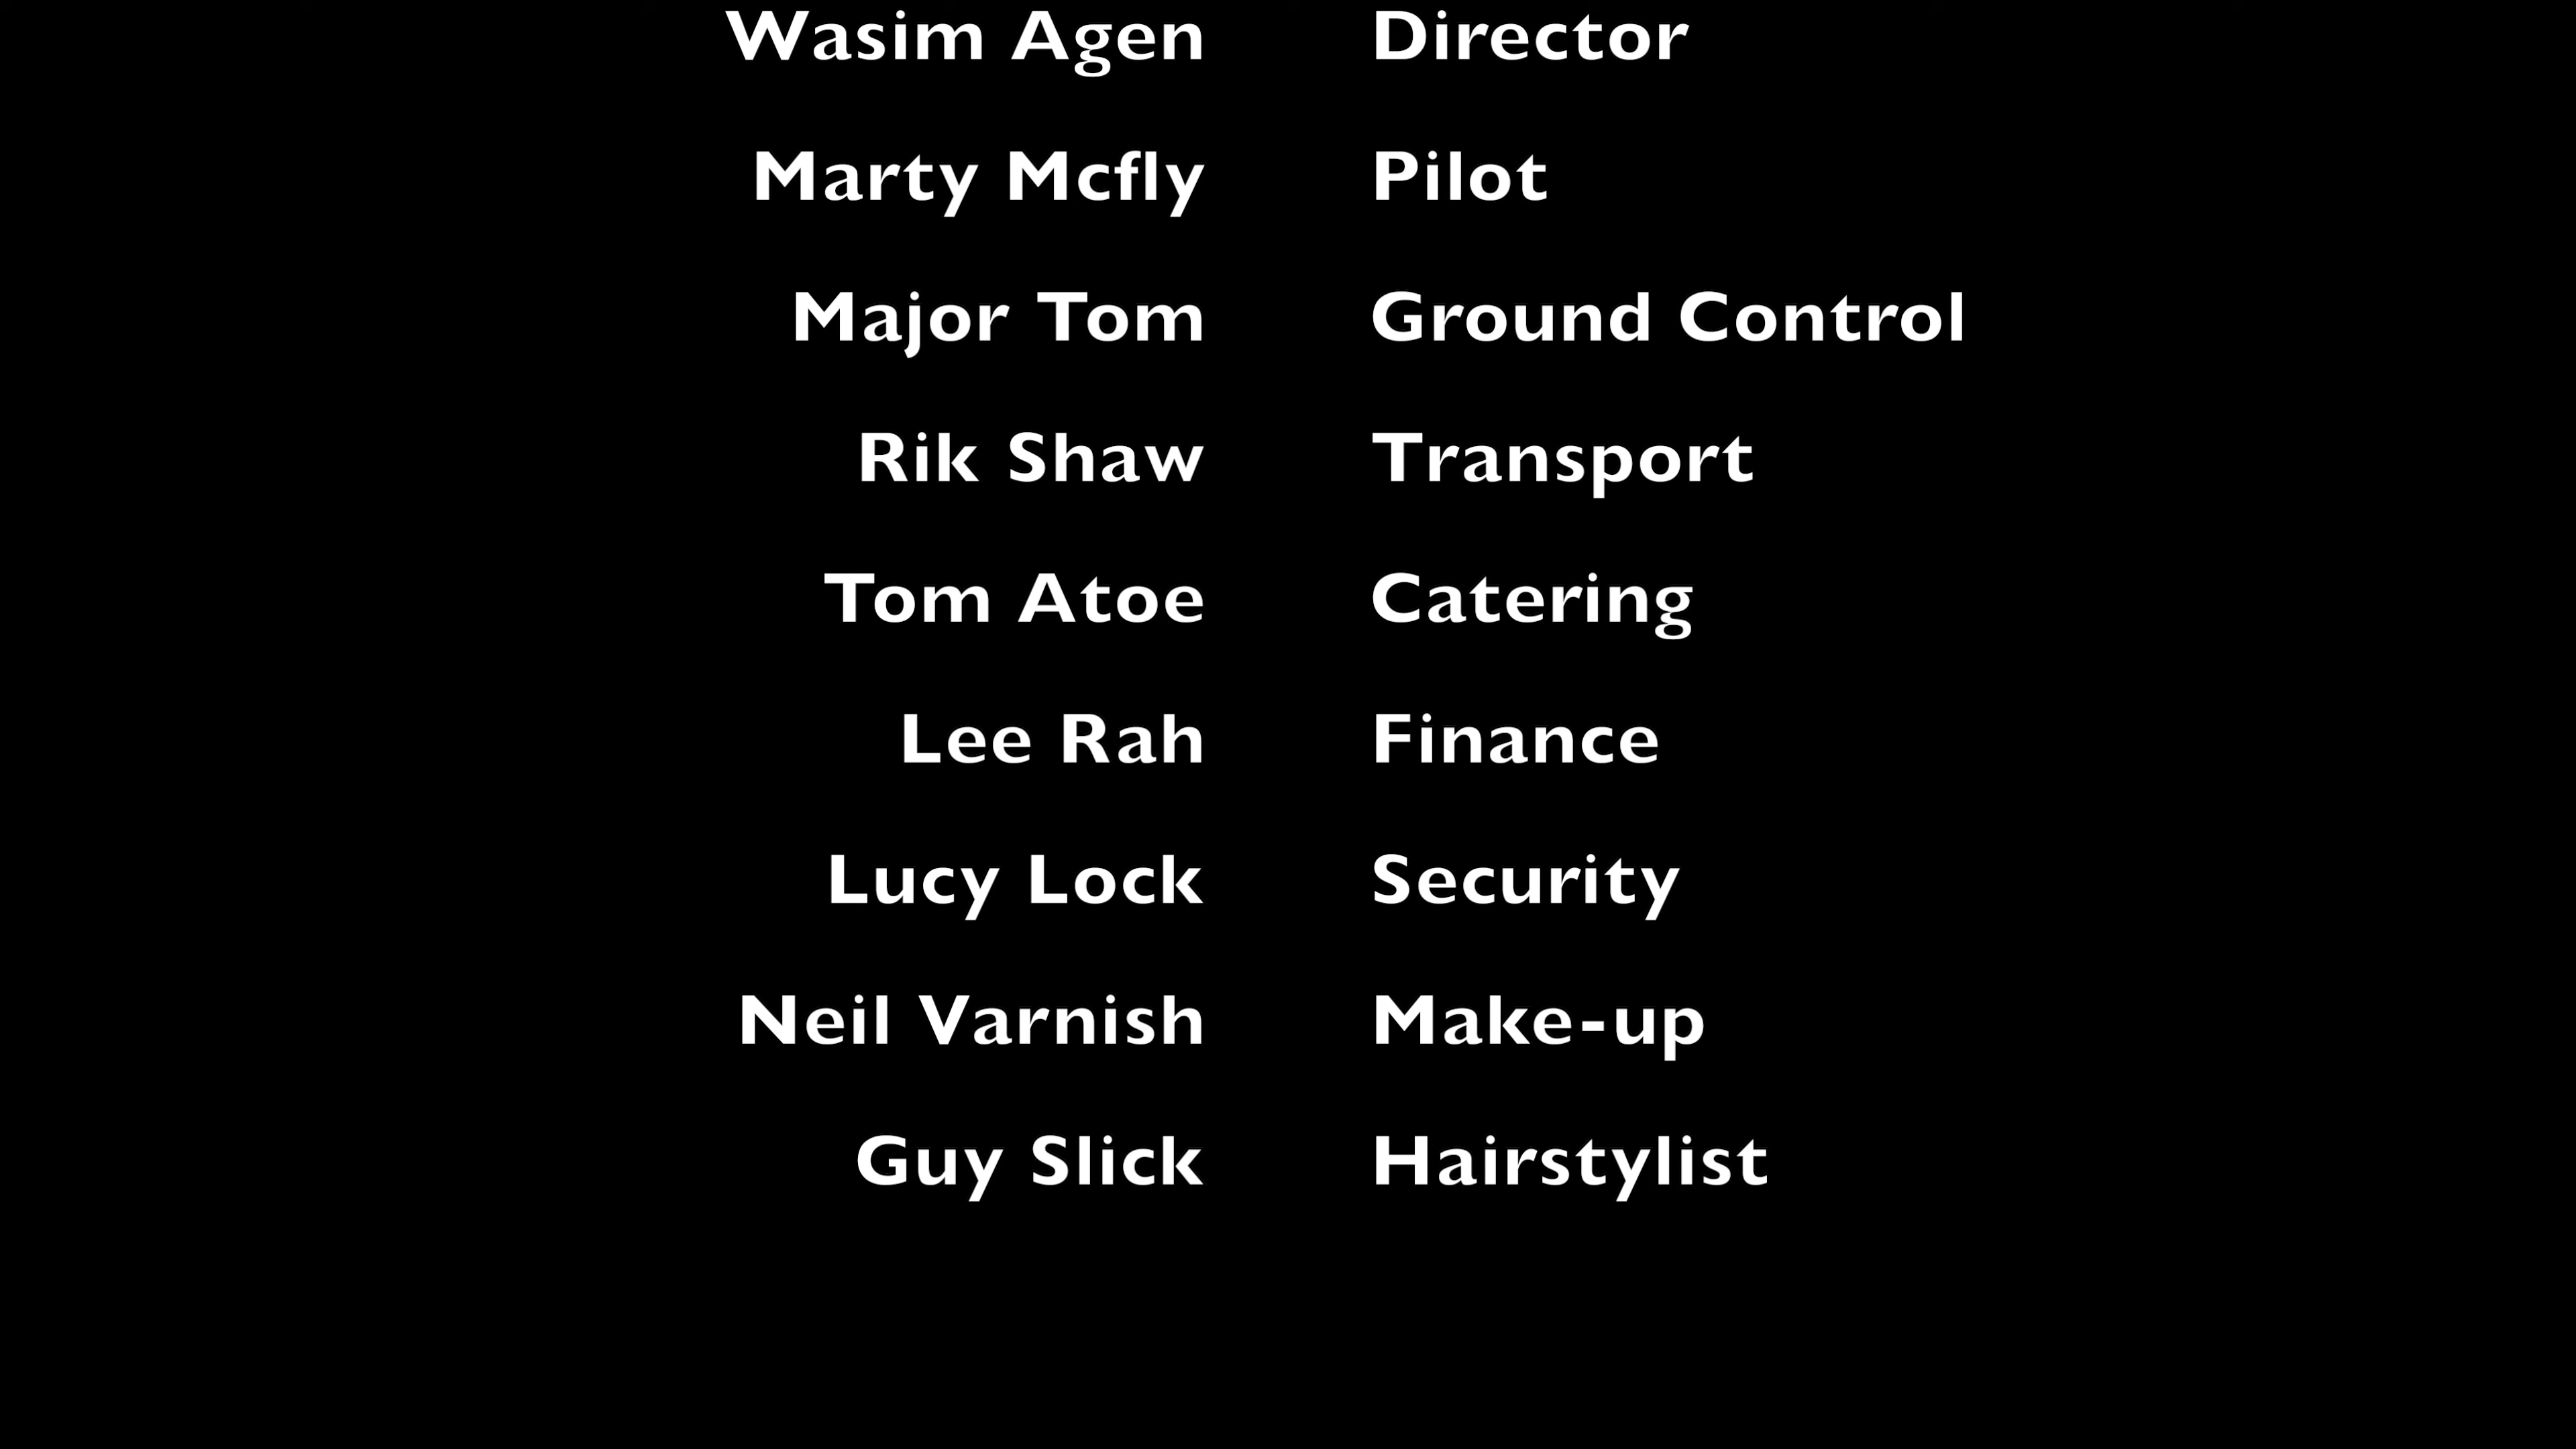 Wasim Agen Director
Marty Mcfly Pilot
Major Tom Ground Control
Rik Shaw Transport
Tom Atoe Catering
Lee Rah Finance
Lucy Lock Security
Neil Varnish Make-up
Guy Slick Hairstylist